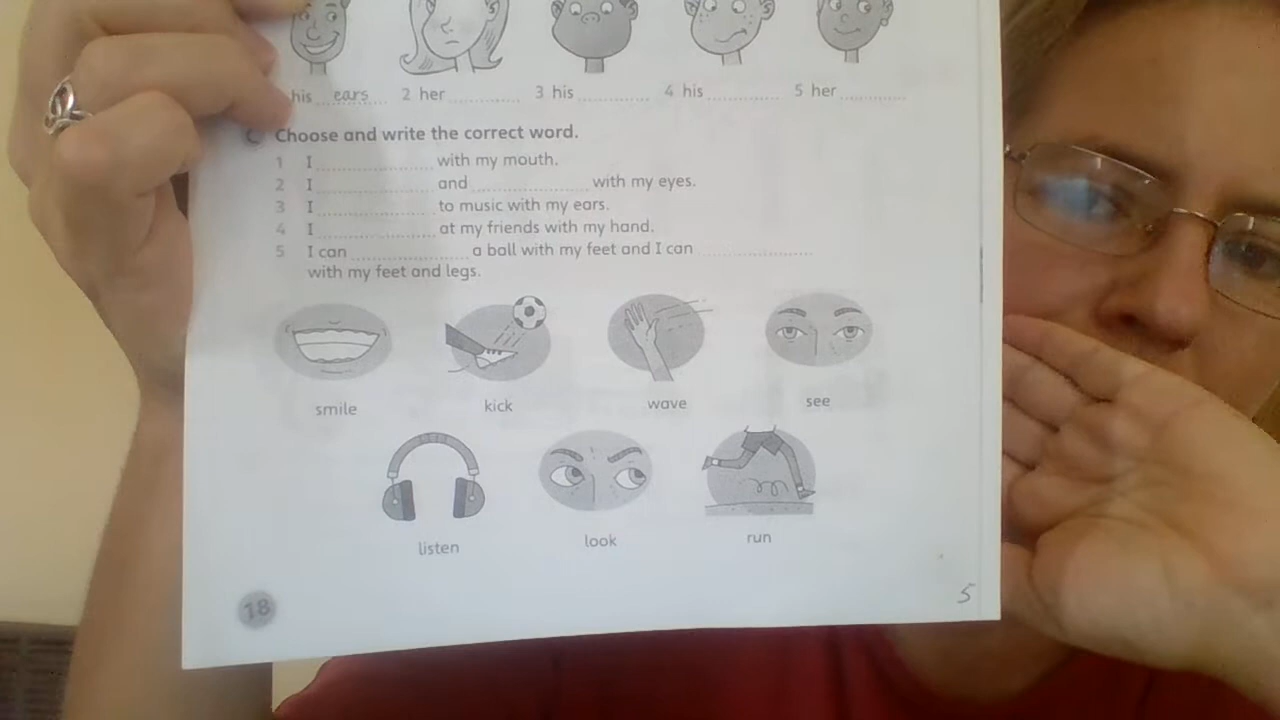 his ears 2 her ............ 3 his ............ 4 his ............ 5 her ............
C Choose and write the correct word.
1 I ............ with my mouth.
2 I ............ and ............ with my eyes.
3 I ............ to music with my ears.
4 I ............ at my friends with my hand.
5 I can ............ a ball with my feet and I can ............
with my feet and legs.
smile kick wave see
listen look run
18
5